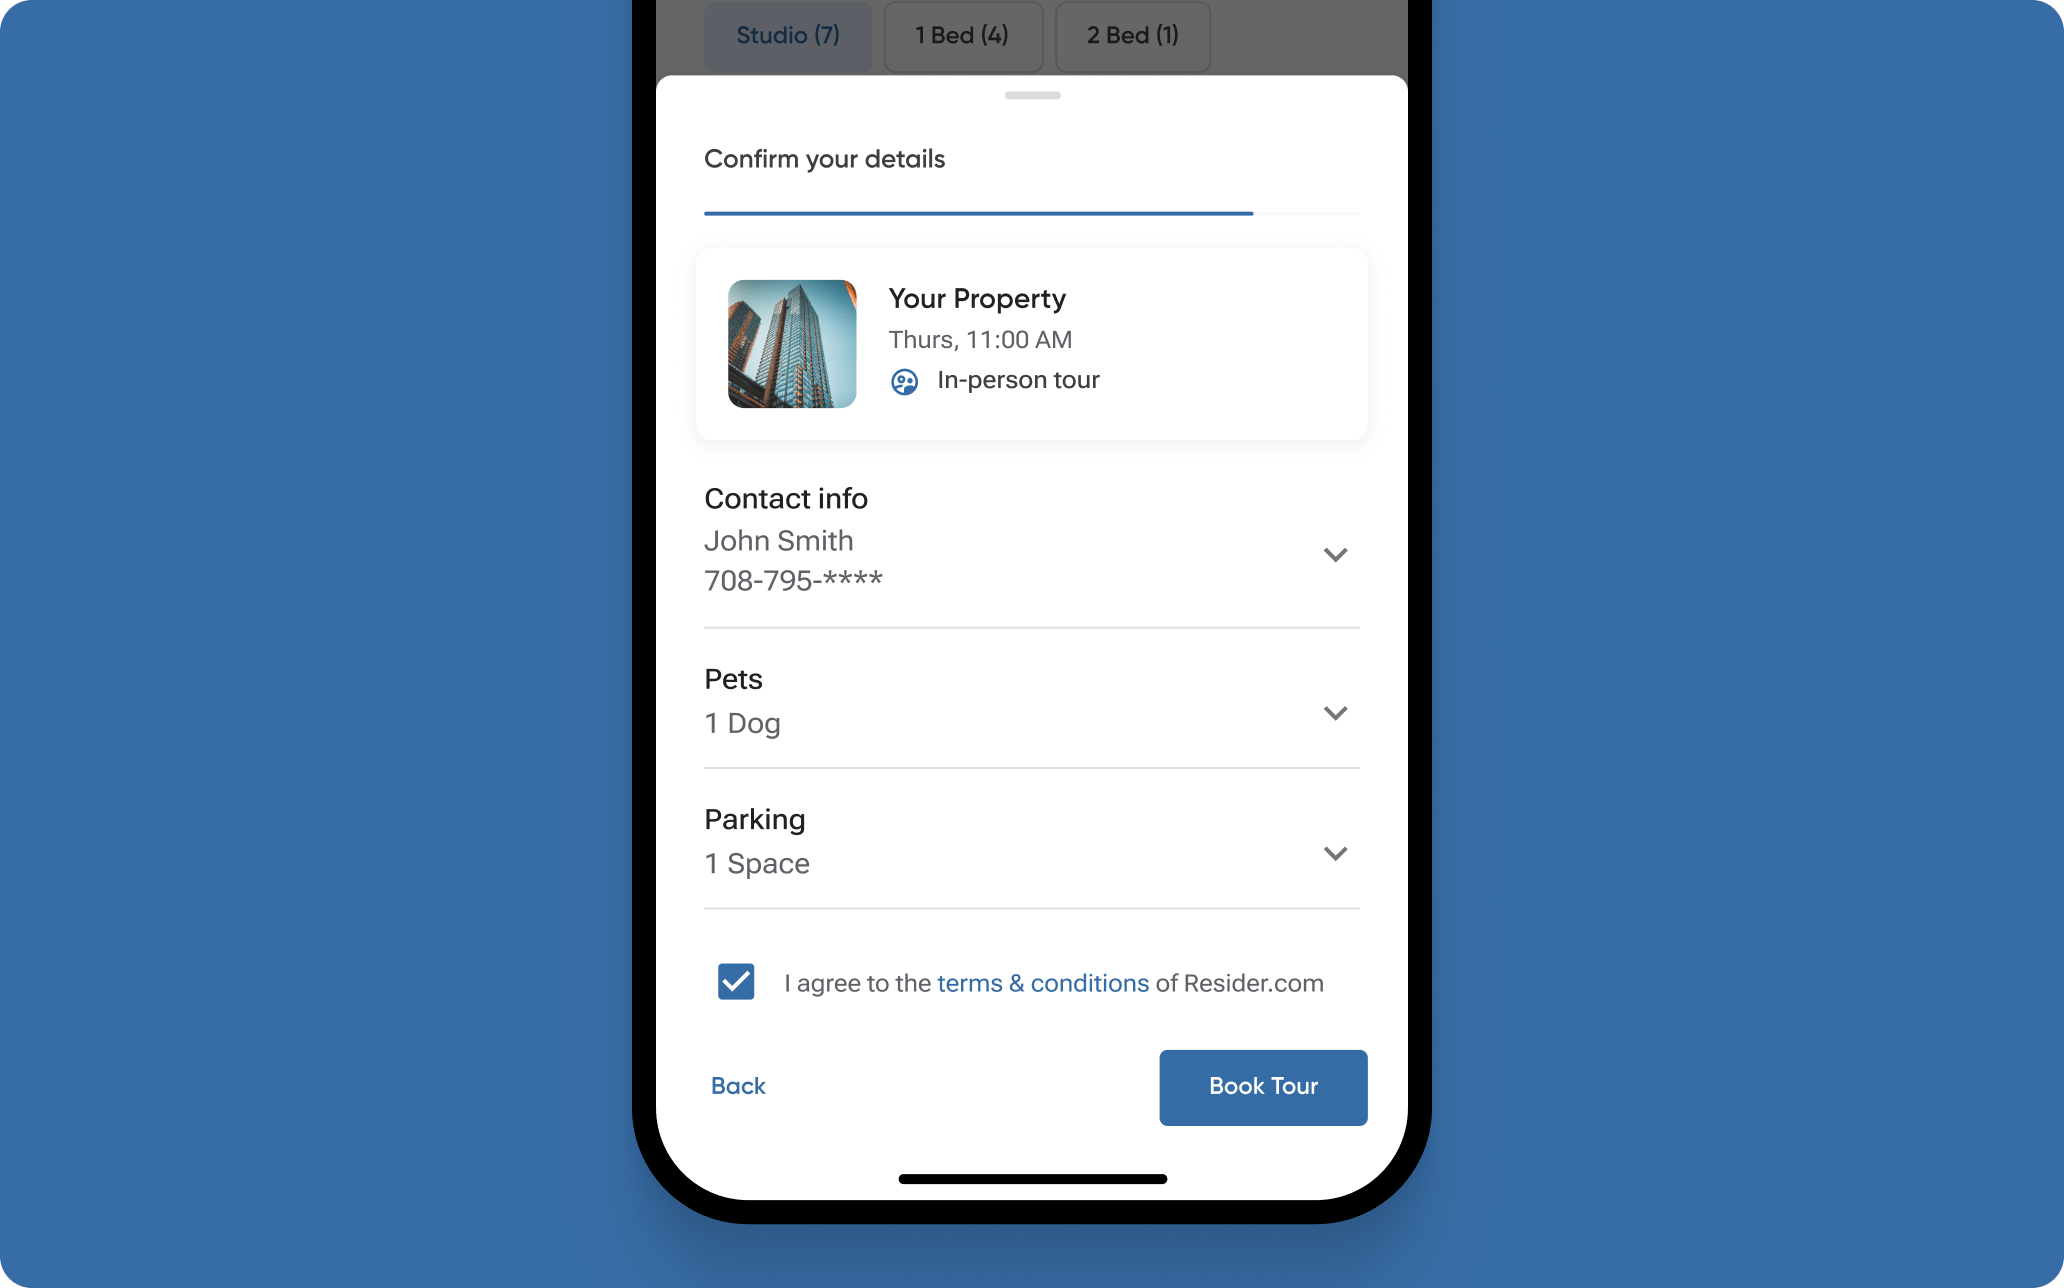 Studio (7)
1 Bed (4)
2 Bed (1)
Confirm your details
Your Property
Thurs, 11:00 AM
In-person tour
Contact info
John Smith
708-795-****
Pets
1 Dog
Parking
1 Space
I agree to the terms & conditions of Resider.com
Back
Book Tour